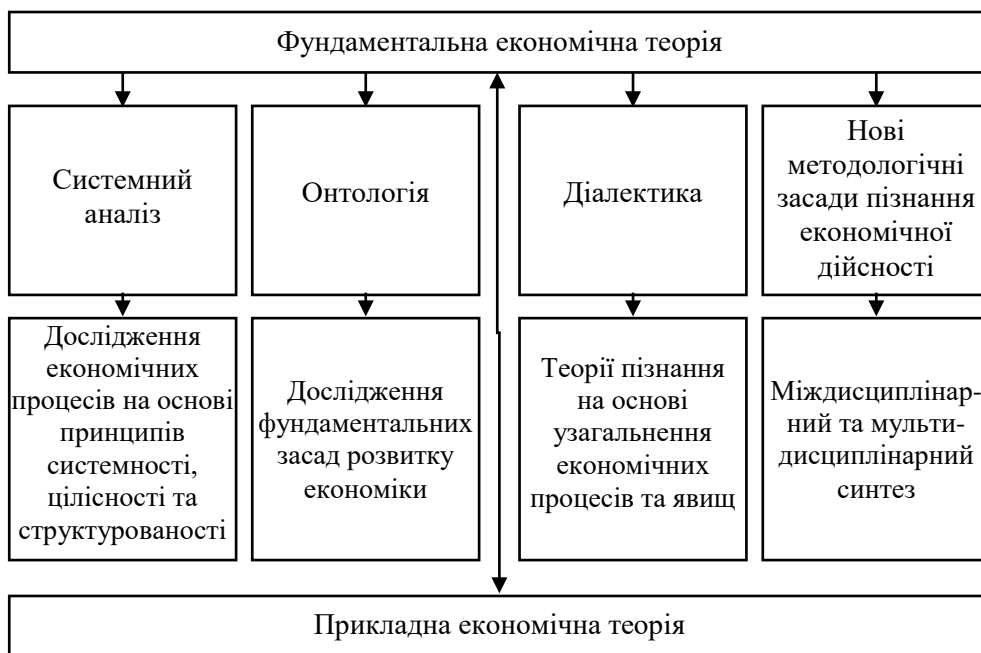 Фундаментальна економічна теорія
Системний
аналіз
Онтологія
Діалектика
Нові
методологічні
засади пізнання
економічної
дійсності
Дослідження
економічних
процесів на основі
принципів
системності,
цілісності та
структурованості
Дослідження
фундаментальних
засад розвитку
економіки
Теорії пізнання
на основі
узагальнення
економічних
процесів та явищ
Міждисциплінар-
ний та мульти-
дисциплінарний
синтез
Прикладна економічна теорія